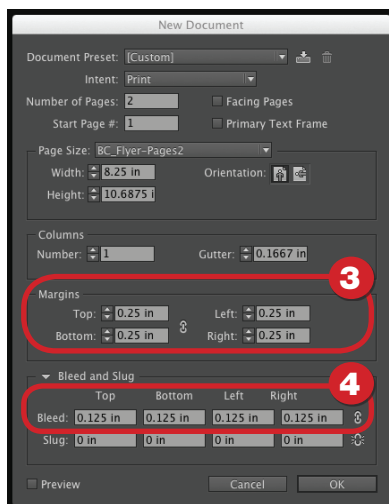 New Document
Document Preset: [Custom]
Intent: Print
Number of Pages: 2 Facing Pages
Start Page #: 1 Primary Text Frame
Page Size: BC_Flyer-Pages2
Width: 8.25 in Orientation:
Height: 10.6875 i
Columns
Number: 1 Gutter: 0.1667 in
3
Margins
Top: 0.25 in Left: 0.25 in
Bottom: 0.25 in Right: 0.25 in
4
Bleed and Slug
Top Bottom Left Right
Bleed: 0.125 in 0.125 in 0.125 in 0.125 in
Slug: 0 in 0 in 0 in 0 in
Preview Cancel OK